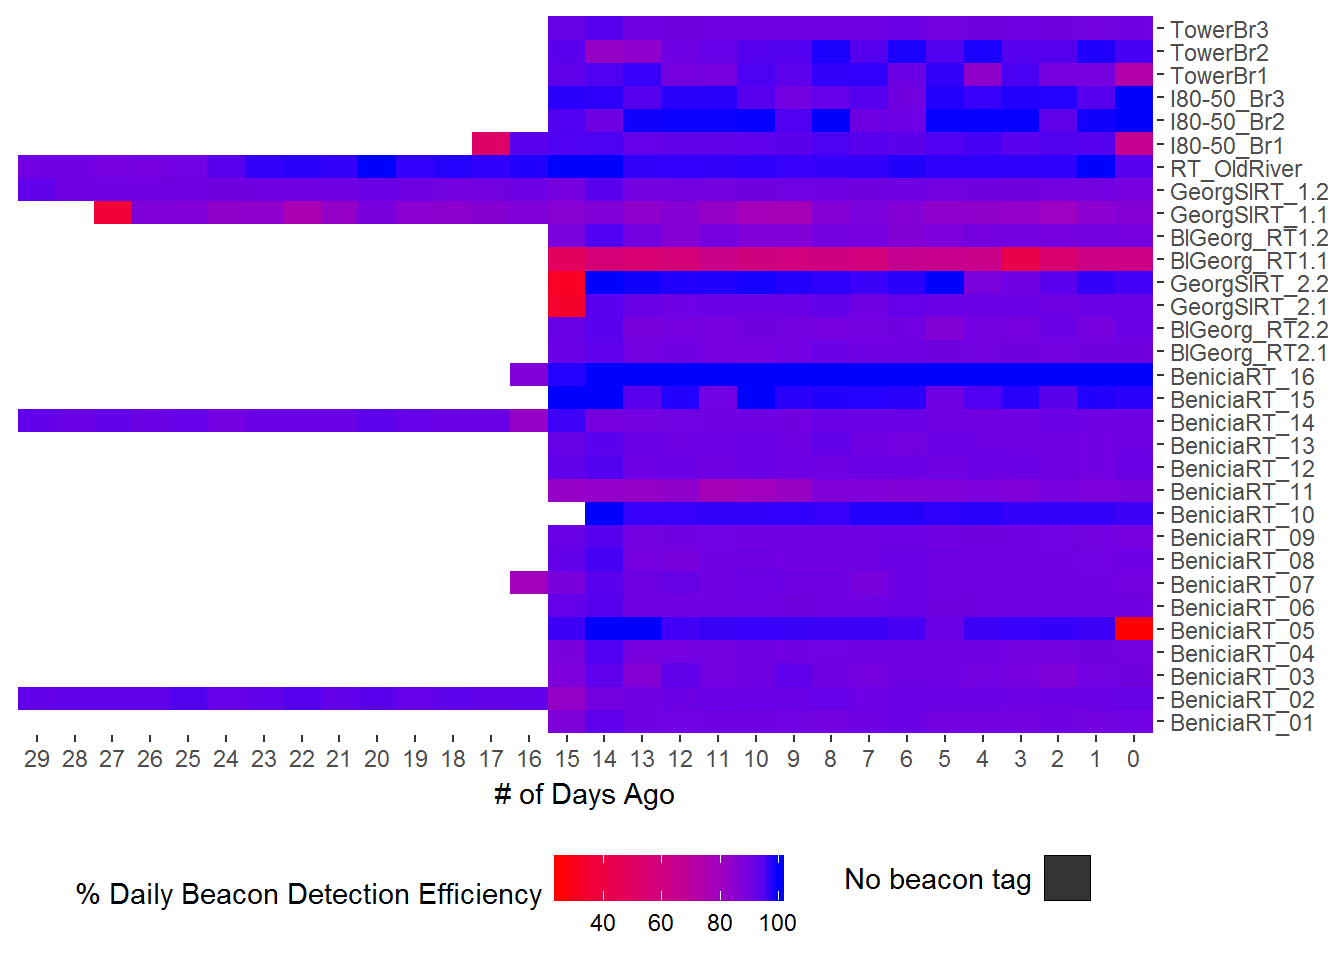 TowerBr3
TowerBr2
TowerBr1
I80-50_Br3
I80-50_Br2
I80-50_Br1
RT_OldRiver
GeorgSlRT_1.2
GeorgSlRT_1.1
BlGeorg_RT1.2
BlGeorg_RT1.1
GeorgSlRT_2.2
GeorgSlRT_2.1
BlGeorg_RT2.2
BlGeorg_RT2.1
BeniciaRT_16
BeniciaRT_15
BeniciaRT_14
BeniciaRT_13
BeniciaRT_12
BeniciaRT_11
BeniciaRT_10
BeniciaRT_09
BeniciaRT_08
BeniciaRT_07
BeniciaRT_06
BeniciaRT_05
BeniciaRT_04
BeniciaRT_03
BeniciaRT_02
BeniciaRT_01
29 28 27 26 25 24 23 22 21 20 19 18 17 16 15 14 13 12 11 10 9 8 7 6 5 4 3 2 1 0
# of Days Ago
% Daily Beacon Detection Efficiency
40 60 80 100
No beacon tag